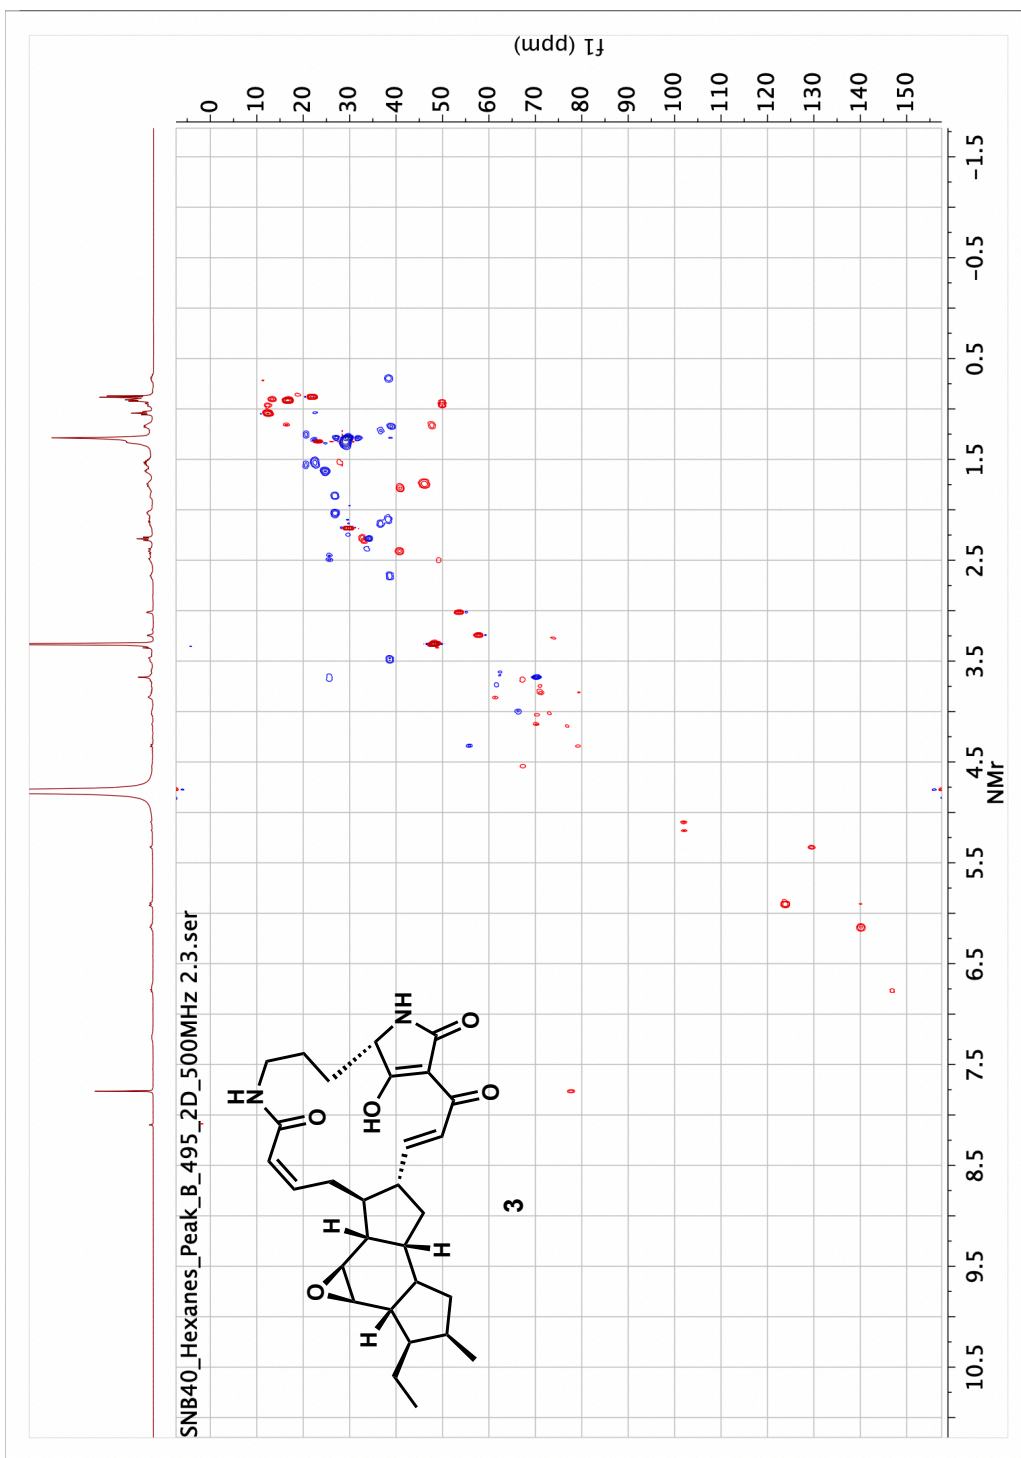 SNB40_Hexanes_Peak_B_495_2D_500MHz 2.3.ser
f1 (ppm)
0
10
20
30
40
50
60
70
80
90
100
110
120
130
140
150
10.5
9.5
8.5
7.5
6.5
5.5
4.5
3.5
2.5
1.5
0.5
−0.5
−1.5
NMr
H
N
O
NH
O
HO
O
H
H
O
H
3